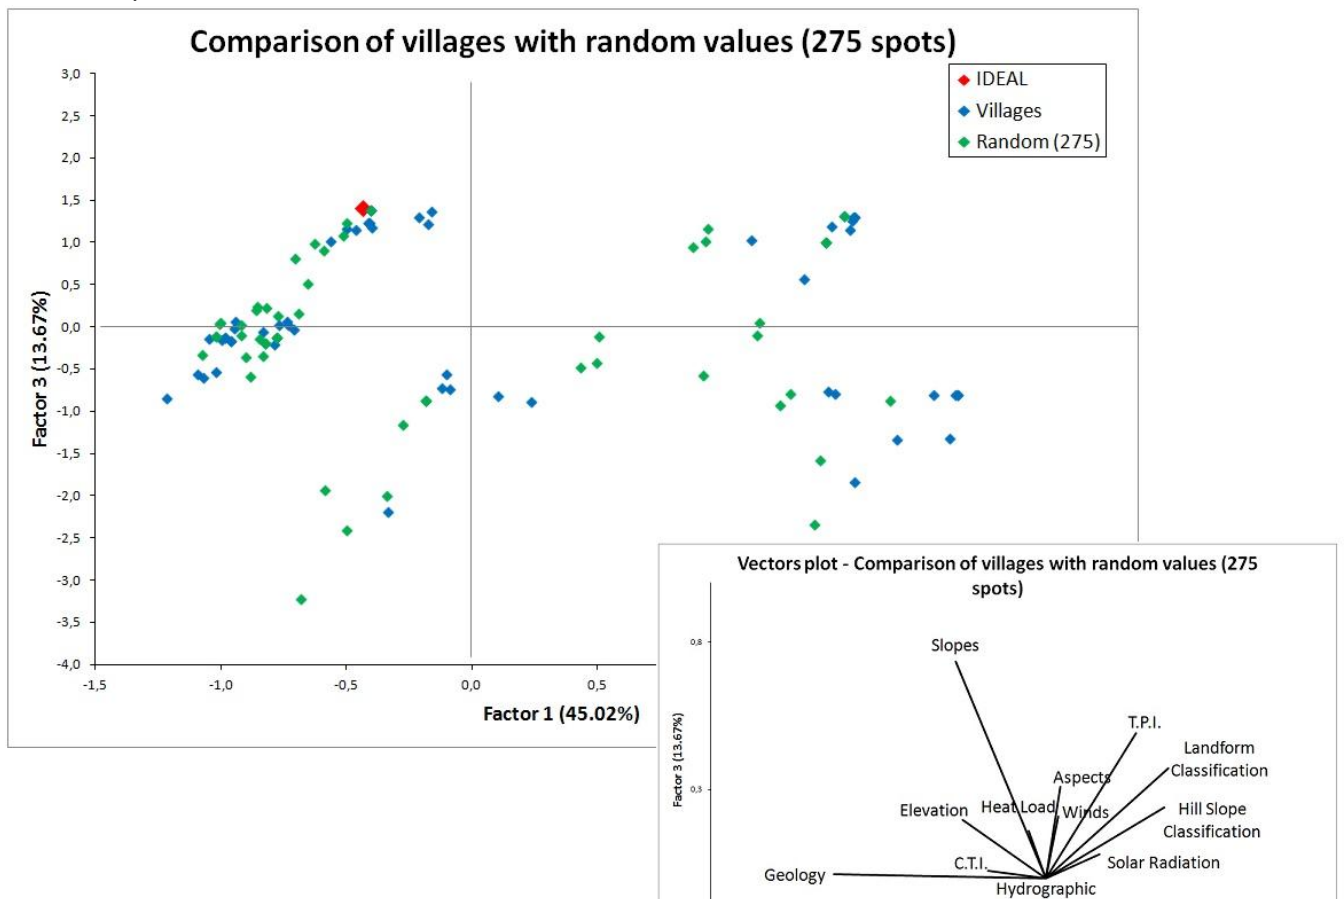 Comparison of villages with random values (275 spots)
IDEAL
Villages
Random (275)
3,0
2,5
2,0
1,5
1,0
0,5
0,0
-0,5
-1,0
-1,5
-2,0
-2,5
-3,0
-3,5
-4,0
Factor 3 (13.67%)
-1,5
-1,0
-0,5
0,0
0,5
Factor 1 (45.02%)
Vectors plot - Comparison of villages with random values (275
spots)
0,8
0,3
Factor 3 (13.67%)
Slopes
T.P.I.
Landform
Classification
Aspects
Heat Load
Winds
Elevation
Hill Slope
Classification
C.T.I.
Solar Radiation
Geology
Hydrographic